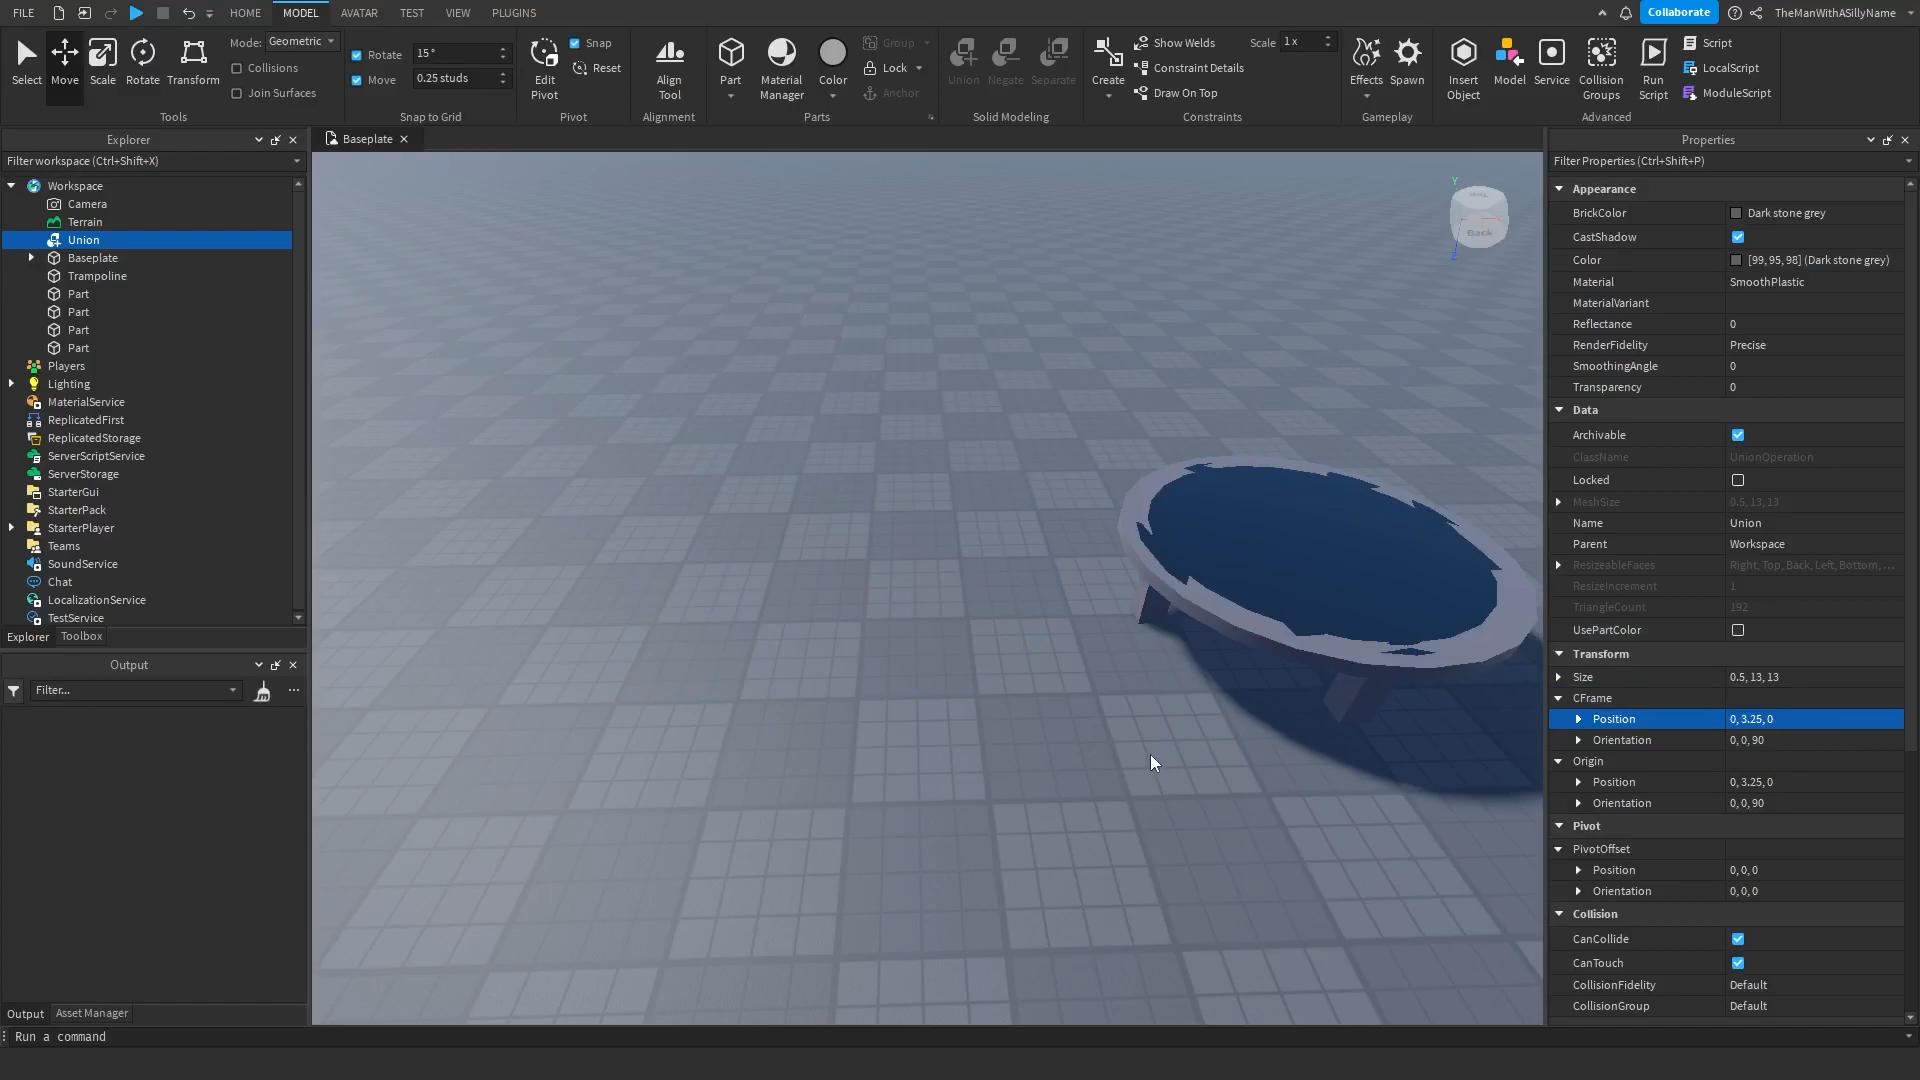 FILE HOME MODEL AVATAR TEST VIEW PLUGINS Collaborate TheManWithASillyName
Select Move Scale Rotate Transform
Mode: Geometric
Collisions
Join Surfaces
Tools
Rotate 15°
Move 0.25 studs
Snap to Grid
Edit Pivot
Snap
Reset
Pivot
Align Tool
Alignment
Part
Material Manager
Color
Group
Lock
Anchor
Parts
Union Negate Separate
Solid Modeling
Create
Show Welds
Constraint Details
Draw On Top
Scale 1 x
Constraints
Effects Spawn
Gameplay
Insert Object
Model
Service
Collision Groups
Run Script
Script
LocalScript
ModuleScript
Advanced
Explorer
Filter workspace (Ctrl+Shift+X)
Workspace
Camera
Terrain
Union
Baseplate
Trampoline
Part
Part
Part
Part
Players
Lighting
MaterialService
ReplicatedFirst
ReplicatedStorage
ServerScriptService
ServerStorage
StarterGui
StarterPack
StarterPlayer
Teams
SoundService
Chat
LocalizationService
TestService
Explorer Toolbox
Output
Filter...
Output Asset Manager
Run a command
Baseplate
Y
Back
Z
Properties
Filter Properties (Ctrl+Shift+P)
Appearance
BrickColor Dark stone grey
CastShadow
Color [99, 95, 98] (Dark stone grey)
Material SmoothPlastic
MaterialVariant
Reflectance 0
RenderFidelity Precise
SmoothingAngle 0
Transparency 0
Data
Archivable
ClassName UnionOperation
Locked
MeshSize 0.5, 13, 13
Name Union
Parent Workspace
ResizeableFaces Right, Top, Back, Left, Bottom, ...
ResizeIncrement 1
TriangleCount 192
UsePartColor
Transform
Size 0.5, 13, 13
CFrame
Position 0, 3.25, 0
Orientation 0, 0, 90
Origin
Position 0, 3.25, 0
Orientation 0, 0, 90
Pivot
PivotOffset
Position 0, 0, 0
Orientation 0, 0, 0
Collision
CanCollide
CanTouch
CollisionFidelity Default
CollisionGroup Default